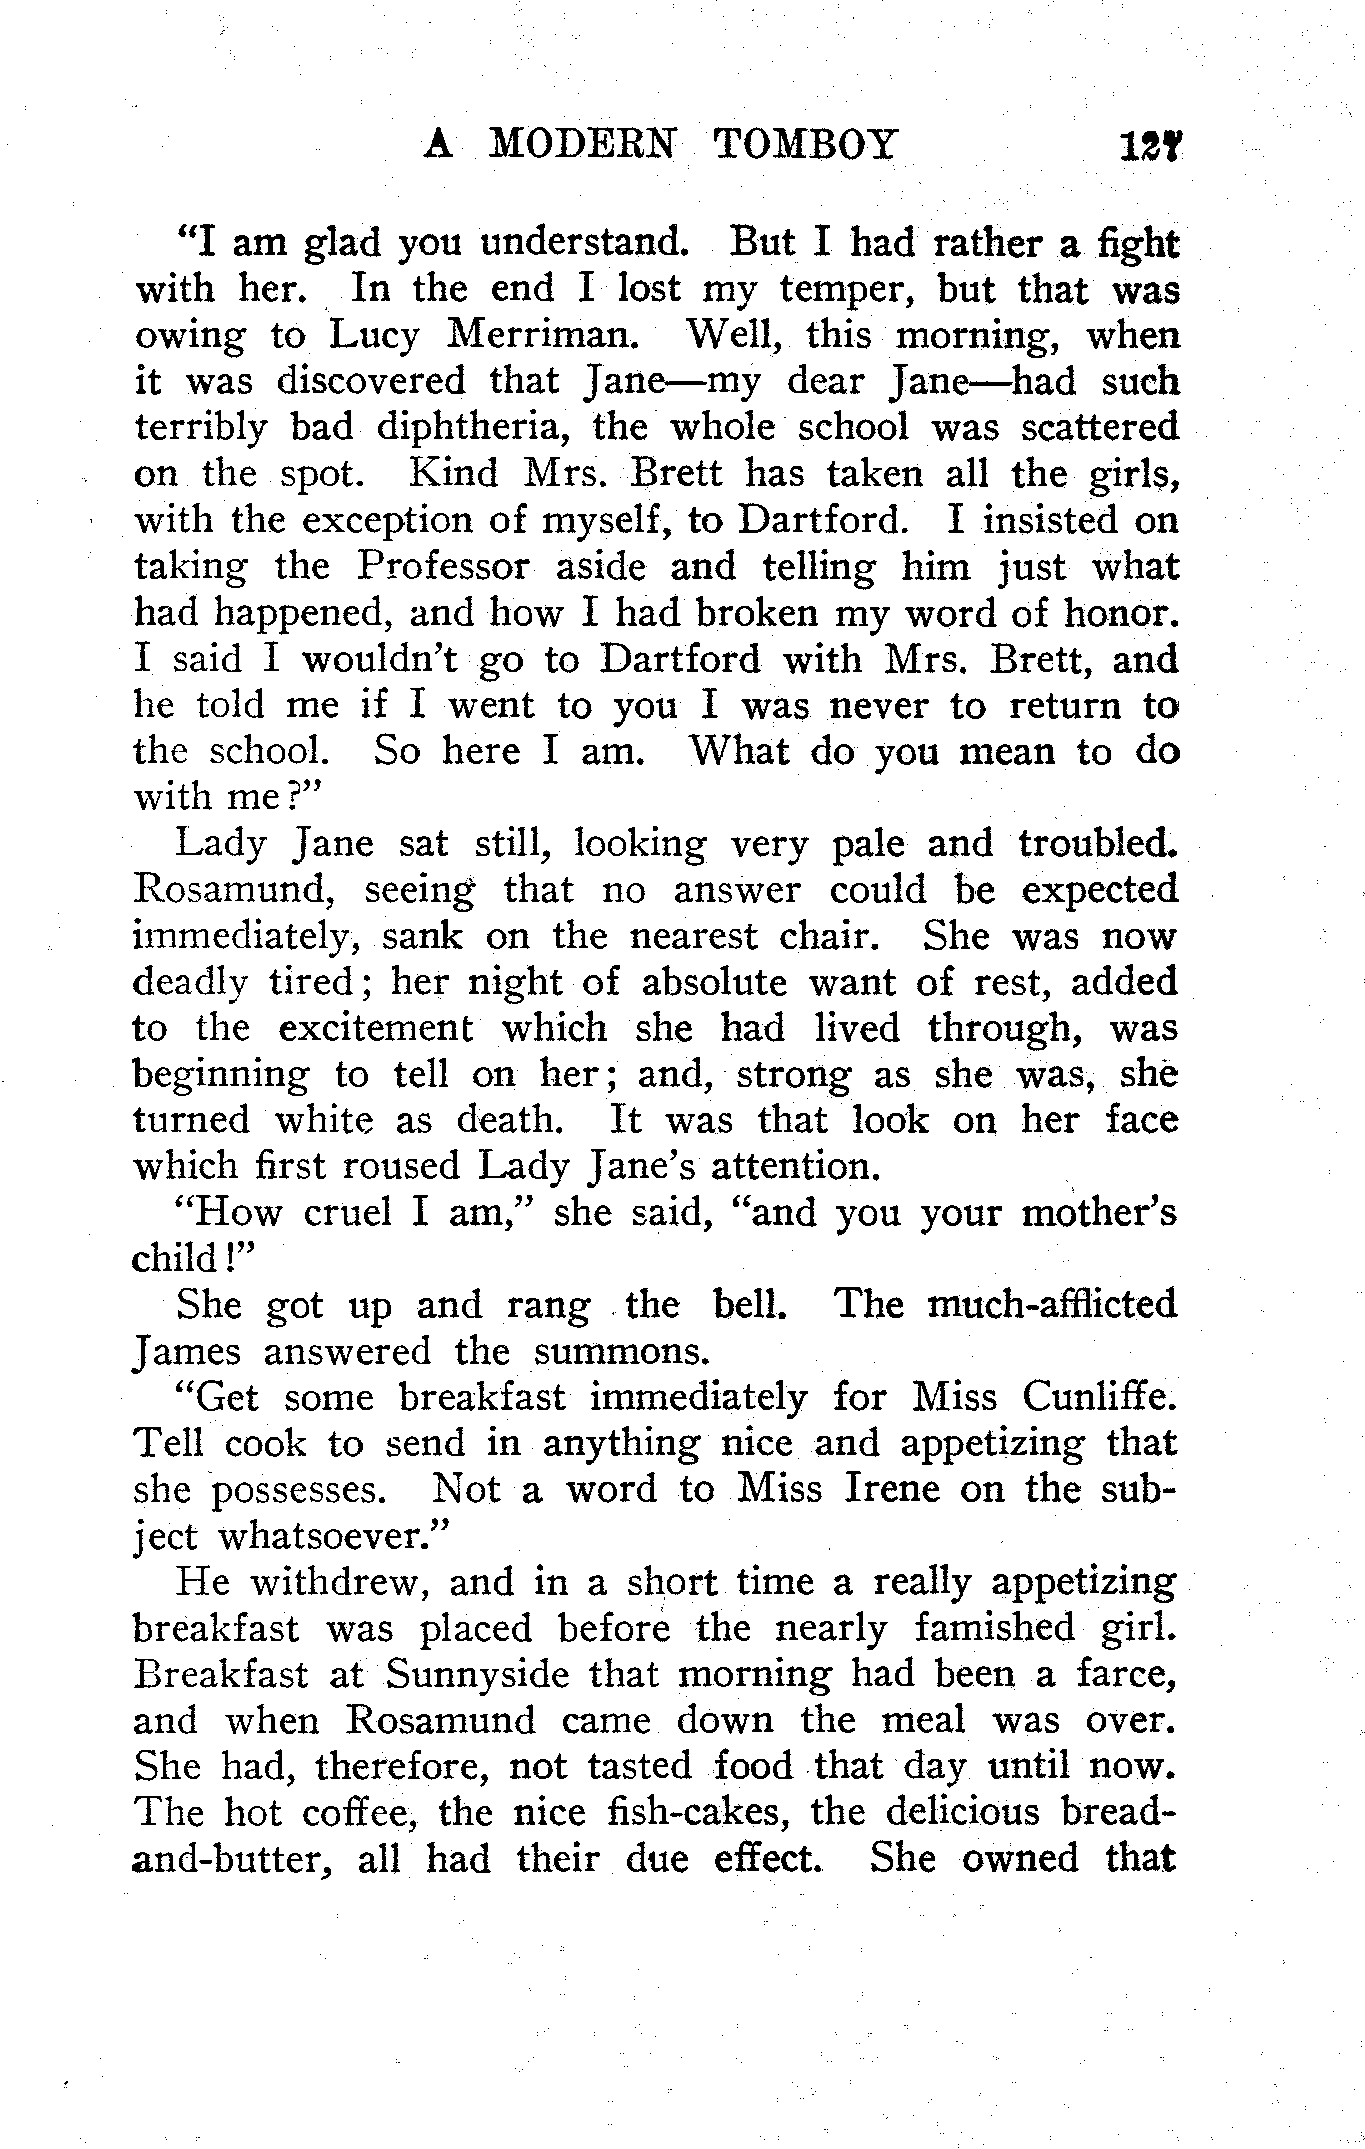 A MODERN TOMBOY 127
“I am glad you understand. But I had rather a fight
with her. In the end I lost my temper, but that was
owing to Lucy Merriman. Well, this morning, when
it was discovered that Jane—my dear Jane—had such
terribly bad diphtheria, the whole school was scattered
on the spot. Kind Mrs. Brett has taken all the girls,
with the exception of myself, to Dartford. I insisted on
taking the Professor aside and telling him just what
had happened, and how I had broken my word of honor.
I said I wouldn’t go to Dartford with Mrs. Brett, and
he told me if I went to you I was never to return to
the school. So here I am. What do you mean to do
with me?”
Lady Jane sat still, looking very pale and troubled.
Rosamund, seeing that no answer could be expected
immediately, sank on the nearest chair. She was now
deadly tired; her night of absolute want of rest, added
to the excitement which she had lived through, was
beginning to tell on her; and, strong as she was, she
turned white as death. It was that look on her face
which first roused Lady Jane’s attention.
“How cruel I am,” she said, “and you your mother’s
child!”
She got up and rang the bell. The much-afflicted
James answered the summons.
“Get some breakfast immediately for Miss Cunliffe.
Tell cook to send in anything nice and appetizing that
she possesses. Not a word to Miss Irene on the sub-
ject whatsoever.”
He withdrew, and in a short time a really appetizing
breakfast was placed before the nearly famished girl.
Breakfast at Sunnyside that morning had been a farce,
and when Rosamund came down the meal was over.
She had, therefore, not tasted food that day until now.
The hot coffee, the nice fish-cakes, the delicious bread-
and-butter, all had their due effect. She owned that